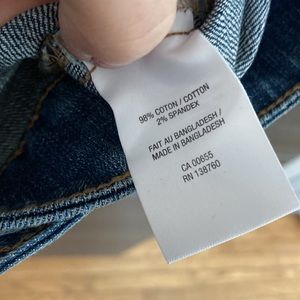 98% COTON / COTTON
2% SPANDEX
FAIT AU BANGLADESH /
MADE IN BANGLADESH
CA 00655
RN 138760